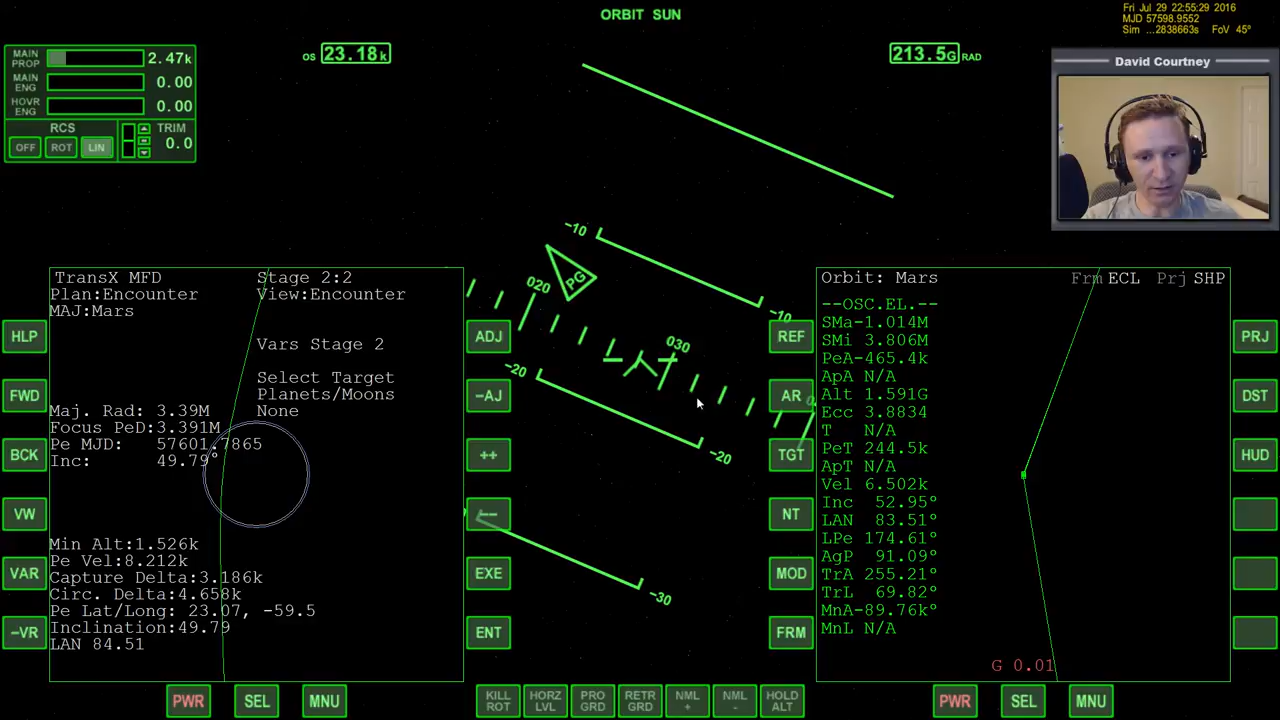 ORBIT SUN
Fri Jul 29 22:55:29 2016
MJD 57598.9552
Sim ...2838663s FoV 45°
MAIN PROP 2.47k
MAIN ENG 0.00
HOVR ENG 0.00
RCS
TRIM
0.0
OFF ROT LIN
OS 23.18k
213.5G RAD
David Courtney
-10
PG
020
-10
030
-20
-20
-30
TransX MFD Stage 2:2
Plan:Encounter View:Encounter
MAJ:Mars
Vars Stage 2
Select Target
Planets/Moons
None
Maj. Rad: 3.39M
Focus PeD:3.391M
Pe MJD: 57601.7865
Inc: 49.79°
Min Alt:1.526k
Pe Vel:8.212k
Capture Delta:3.186k
Circ. Delta:4.658k
Pe Lat/Long: 23.07, -59.5
Inclination:49.79
LAN 84.51
HLP
FWD
BCK
VW
VAR
-VR
ADJ
-AJ
++
--
EXE
ENT
PWR SEL MNU
KILL ROT
HORZ LVL
PRO GRD
RETR GRD
NML +
NML -
HOLD ALT
REF
AR
TGT
NT
MOD
FRM
Orbit: Mars Frm ECL Prj SHP
--OSC.EL.--
SMa-1.014M
SMi 3.806M
PeA-465.4k
ApA N/A
Alt 1.591G
Ecc 3.8834
T N/A
PeT 244.5k
ApT N/A
Vel 6.502k
Inc 52.95°
LAN 83.51°
LPe 174.61°
AgP 91.09°
TrA 255.21°
TrL 69.82°
MnA-89.76k°
MnL N/A
G 0.01
PRJ
DST
HUD
PWR SEL MNU